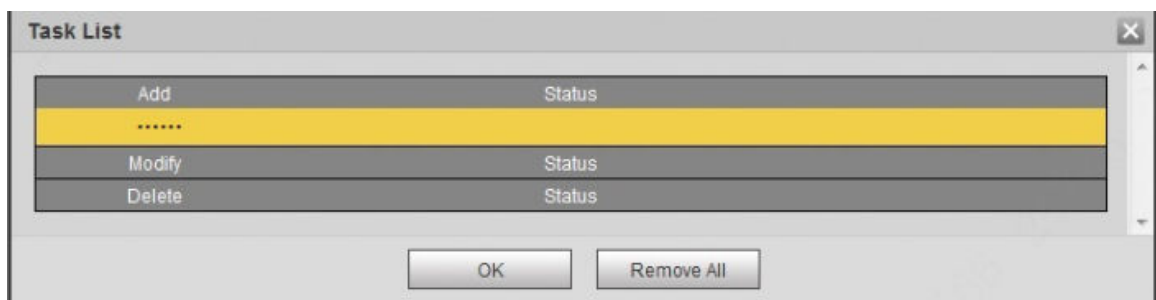 Task List
Add Status
••••••
Modify Status
Delete Status
OK Remove All